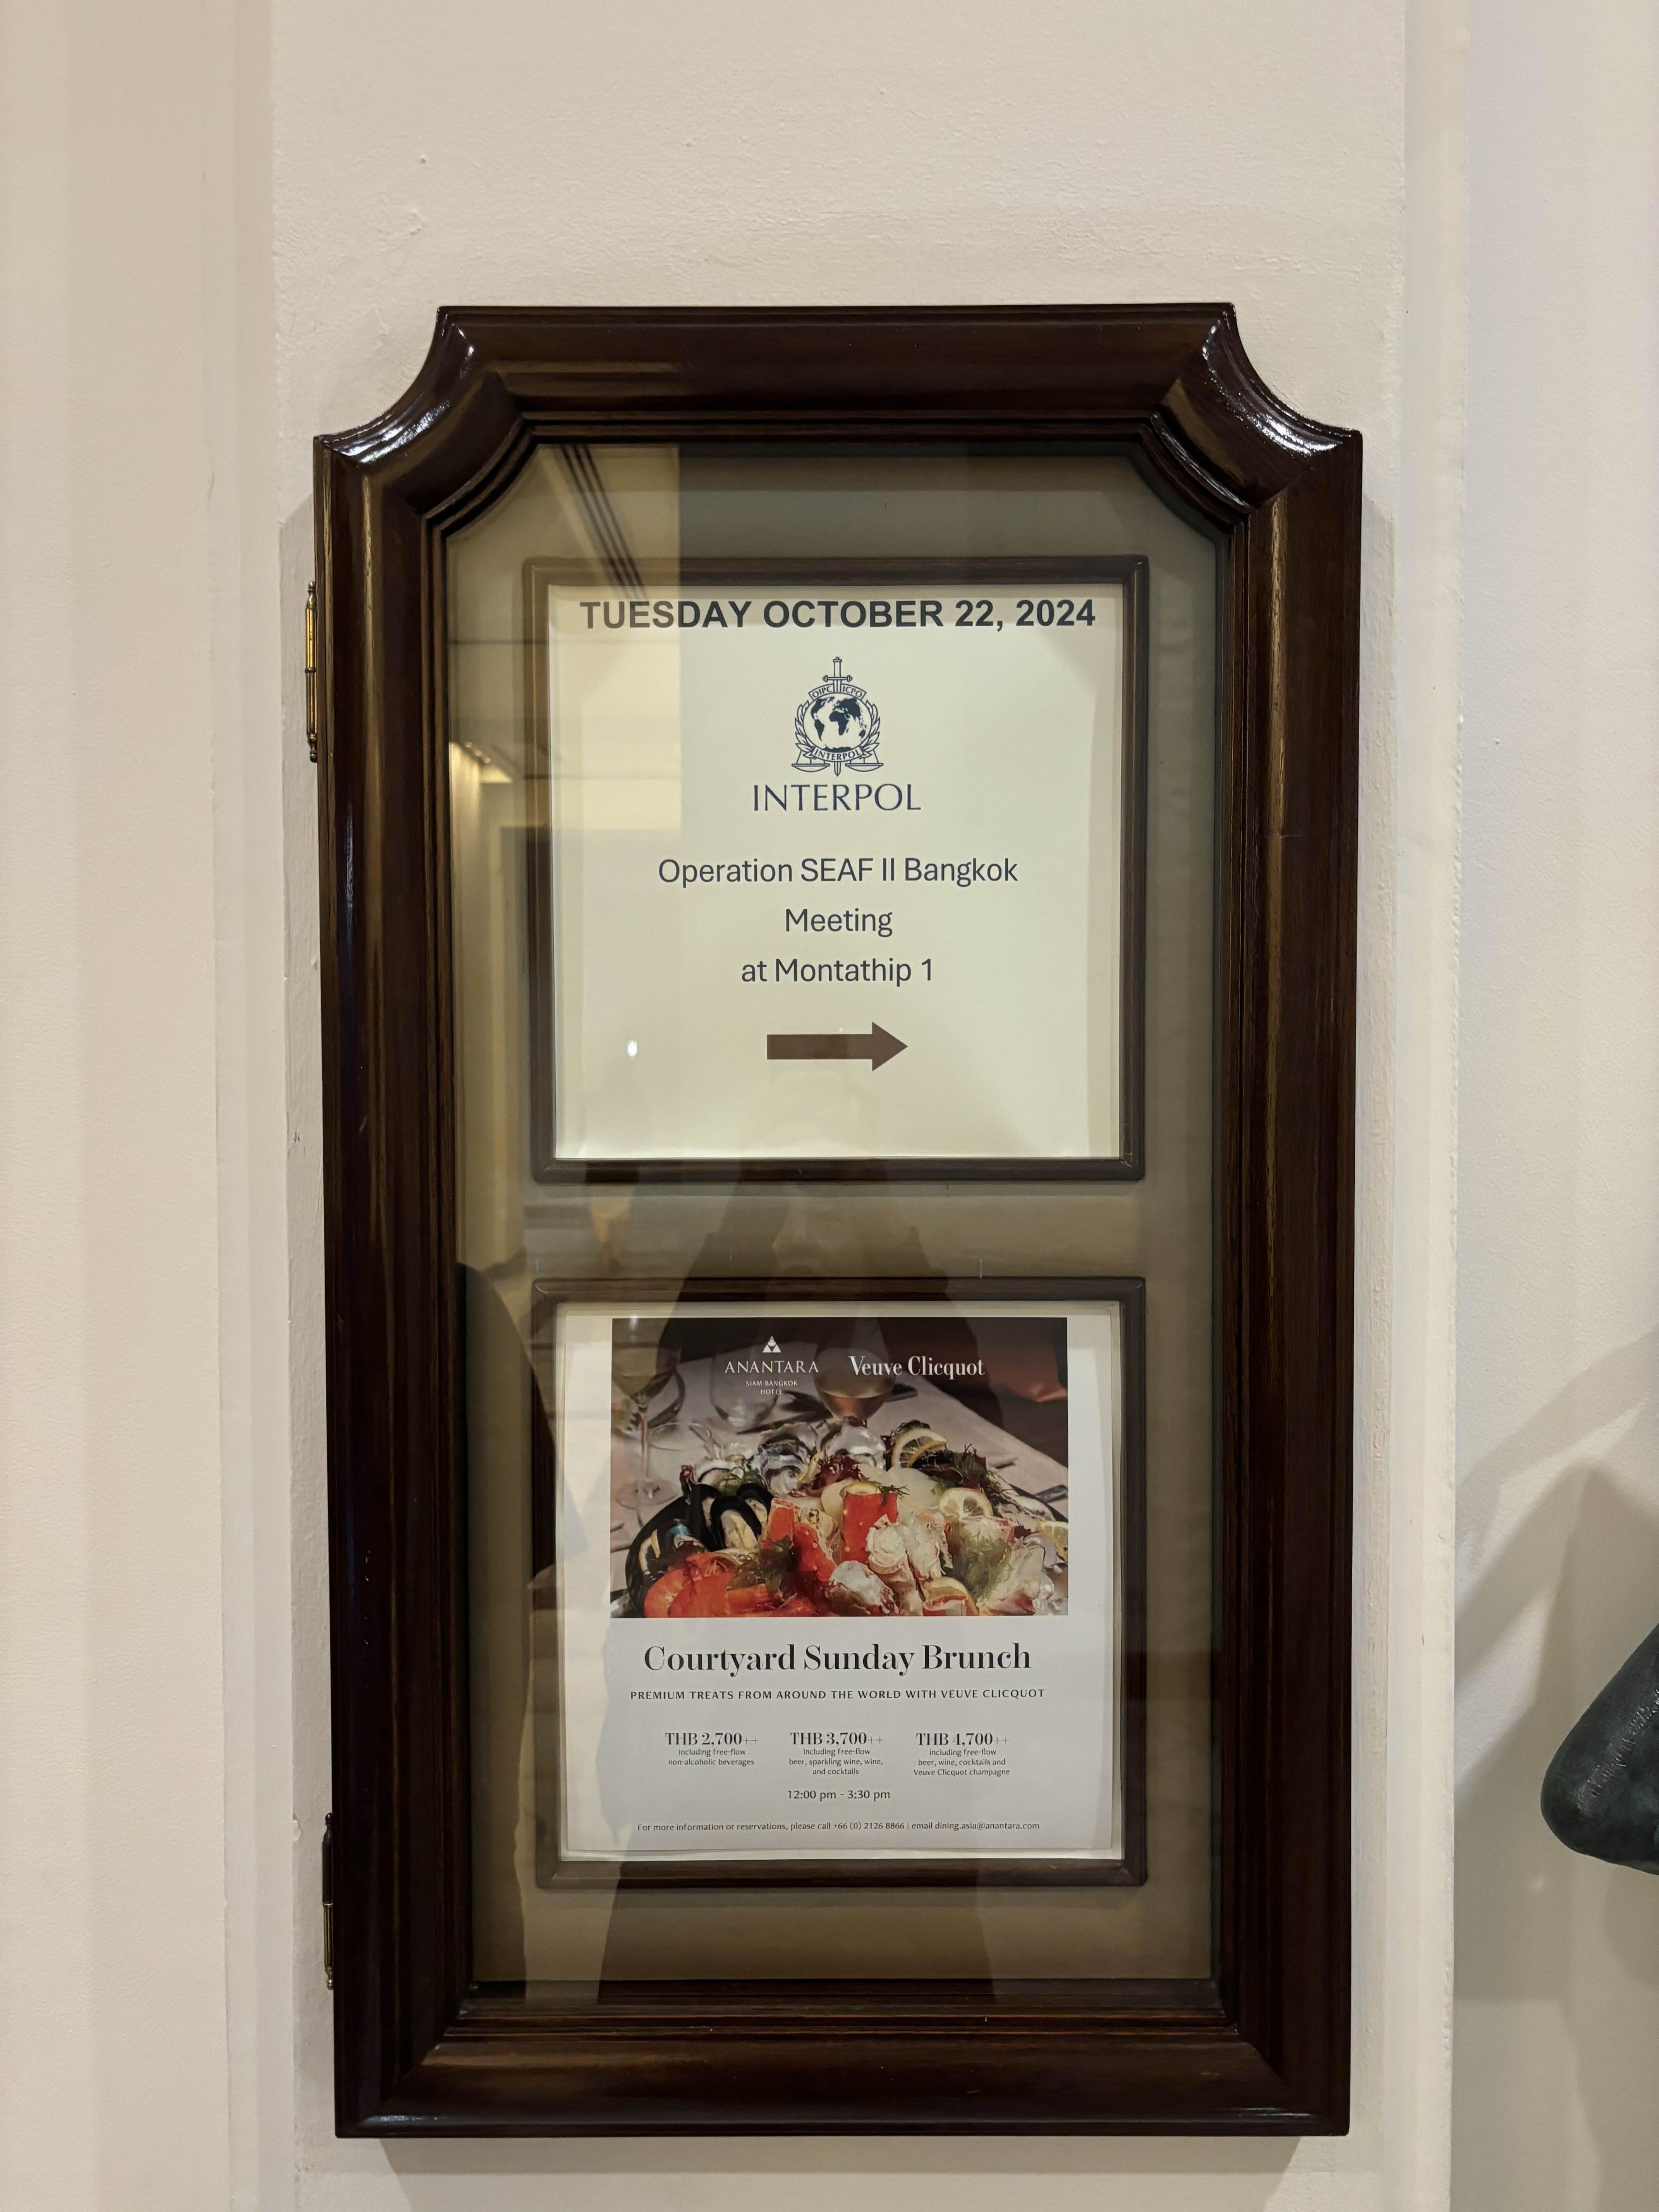 TUESDAY OCTOBER 22, 2024
OIPC ICPO
INTERPOL
INTERPOL
Operation SEAF II Bangkok
Meeting
at Montathip 1
ANANTARA
SIAM BANGKOK
HOTEL
Veuve Clicquot
Courtyard Sunday Brunch
PREMIUM TREATS FROM AROUND THE WORLD WITH VEUVE CLICQUOT
THB 2,700++
including free-flow
non-alcoholic beverages
THB 3,700++
including free-flow
beer, sparkling wine, wine,
and cocktails
THB 4,700++
including free-flow
beer, wine, cocktails and
Veuve Clicquot champagne
12:00 pm - 3:30 pm
For more information or reservations, please call +66 (0) 2126 8866 | email dining.asia@anantara.com